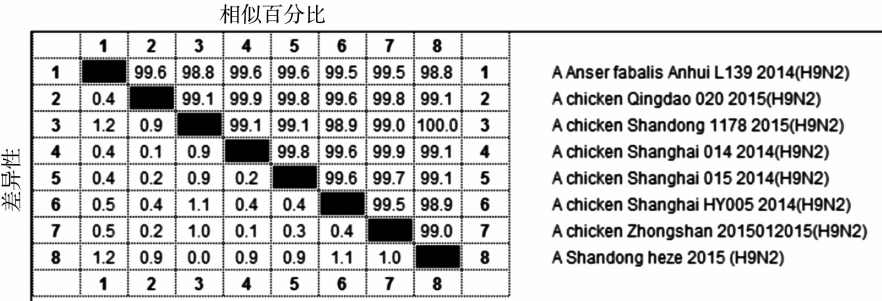 相似百分比
1 2 3 4 5 6 7 8
1 99.6 98.8 99.6 99.6 99.5 99.5 98.8 1 A Anser fabalis Anhui L139 2014(H9N2)
2 0.4 99.1 99.9 99.8 99.6 99.8 99.1 2 A chicken Qingdao 020 2015(H9N2)
3 1.2 0.9 99.1 99.1 98.9 99.0 100.0 3 A chicken Shandong 1178 2015(H9N2)
4 0.4 0.1 0.9 99.8 99.6 99.9 99.1 4 A chicken Shanghai 014 2014(H9N2)
5 0.4 0.2 0.9 0.2 99.6 99.7 99.1 5 A chicken Shanghai 015 2014(H9N2)
6 0.5 0.4 1.1 0.4 0.4 99.5 98.9 6 A chicken Shanghai HY005 2014(H9N2)
7 0.5 0.2 1.0 0.1 0.3 0.4 99.0 7 A chicken Zhongshan 2015012015(H9N2)
8 1.2 0.9 0.0 0.9 0.9 1.1 1.0 8 A Shandong heze 2015 (H9N2)
1 2 3 4 5 6 7 8
差异性